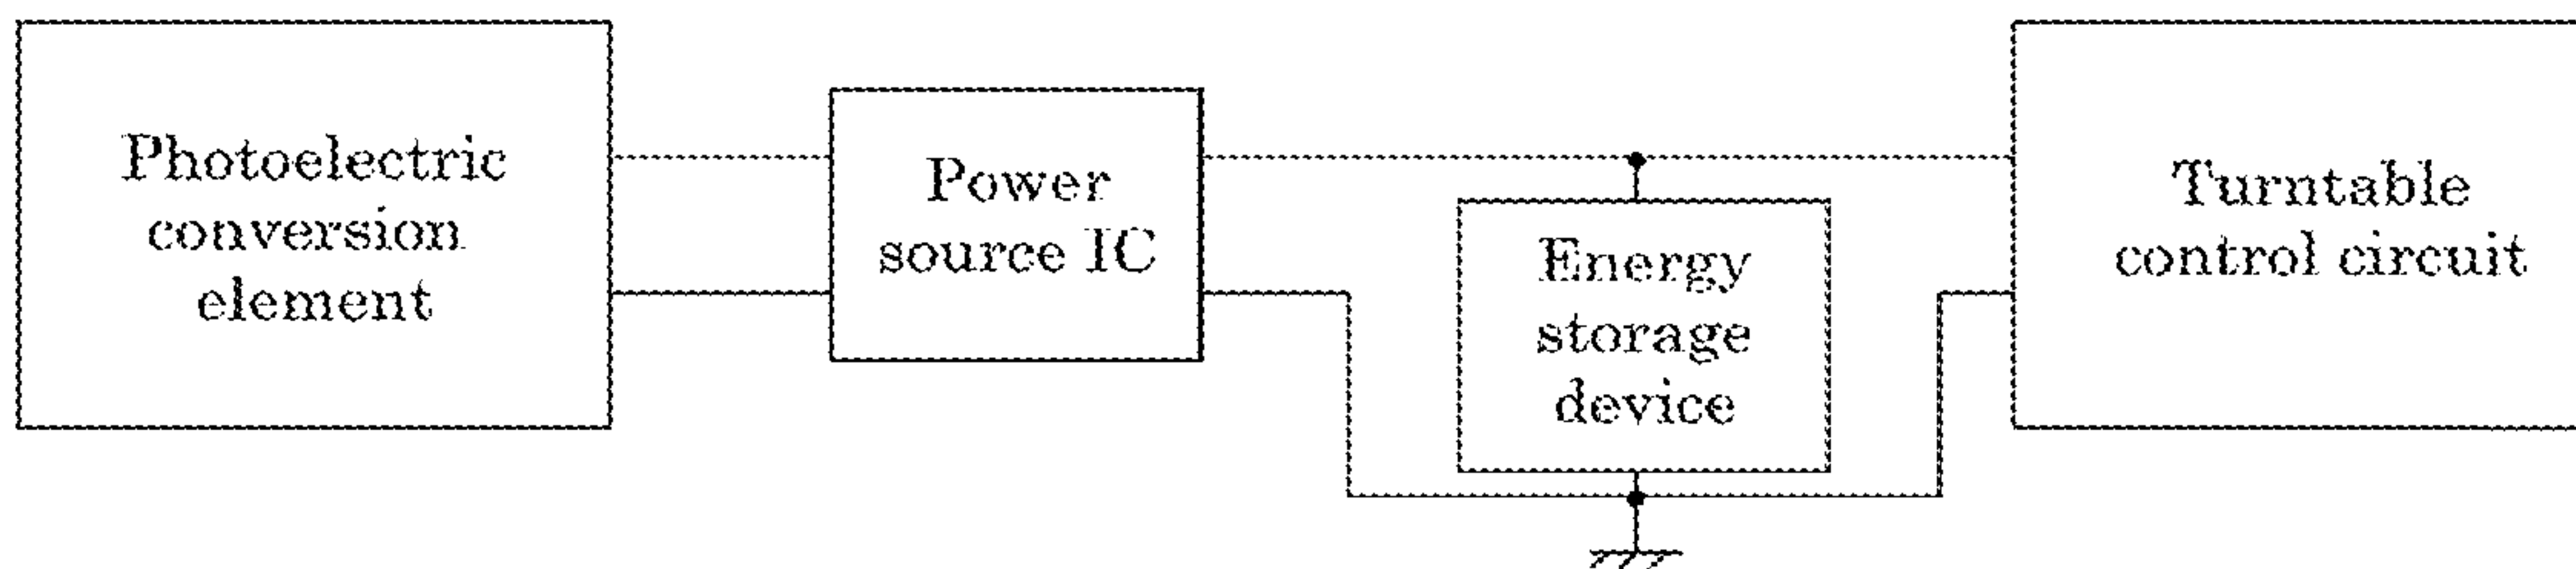 Photoelectric
conversion
element
Power
source IC
Energy
storage
device
Turntable
control circuit